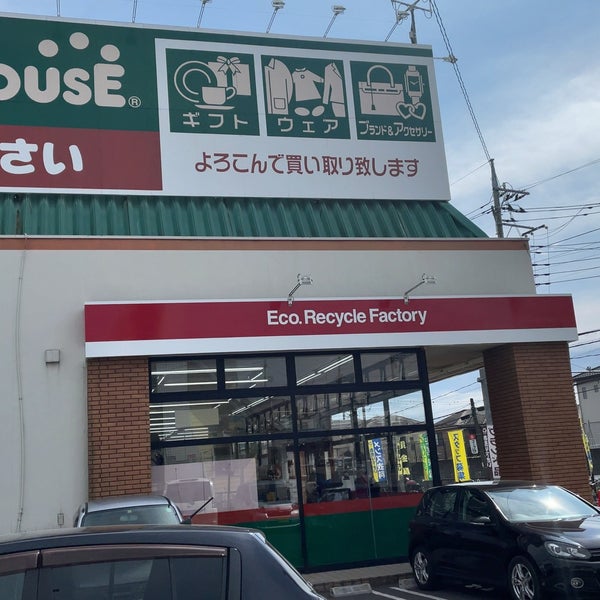 OUSE®
ギフト
ウェア
ブランド&アクセサリー
さい
よろこんで買い取り致します
Eco.Recycle Factory